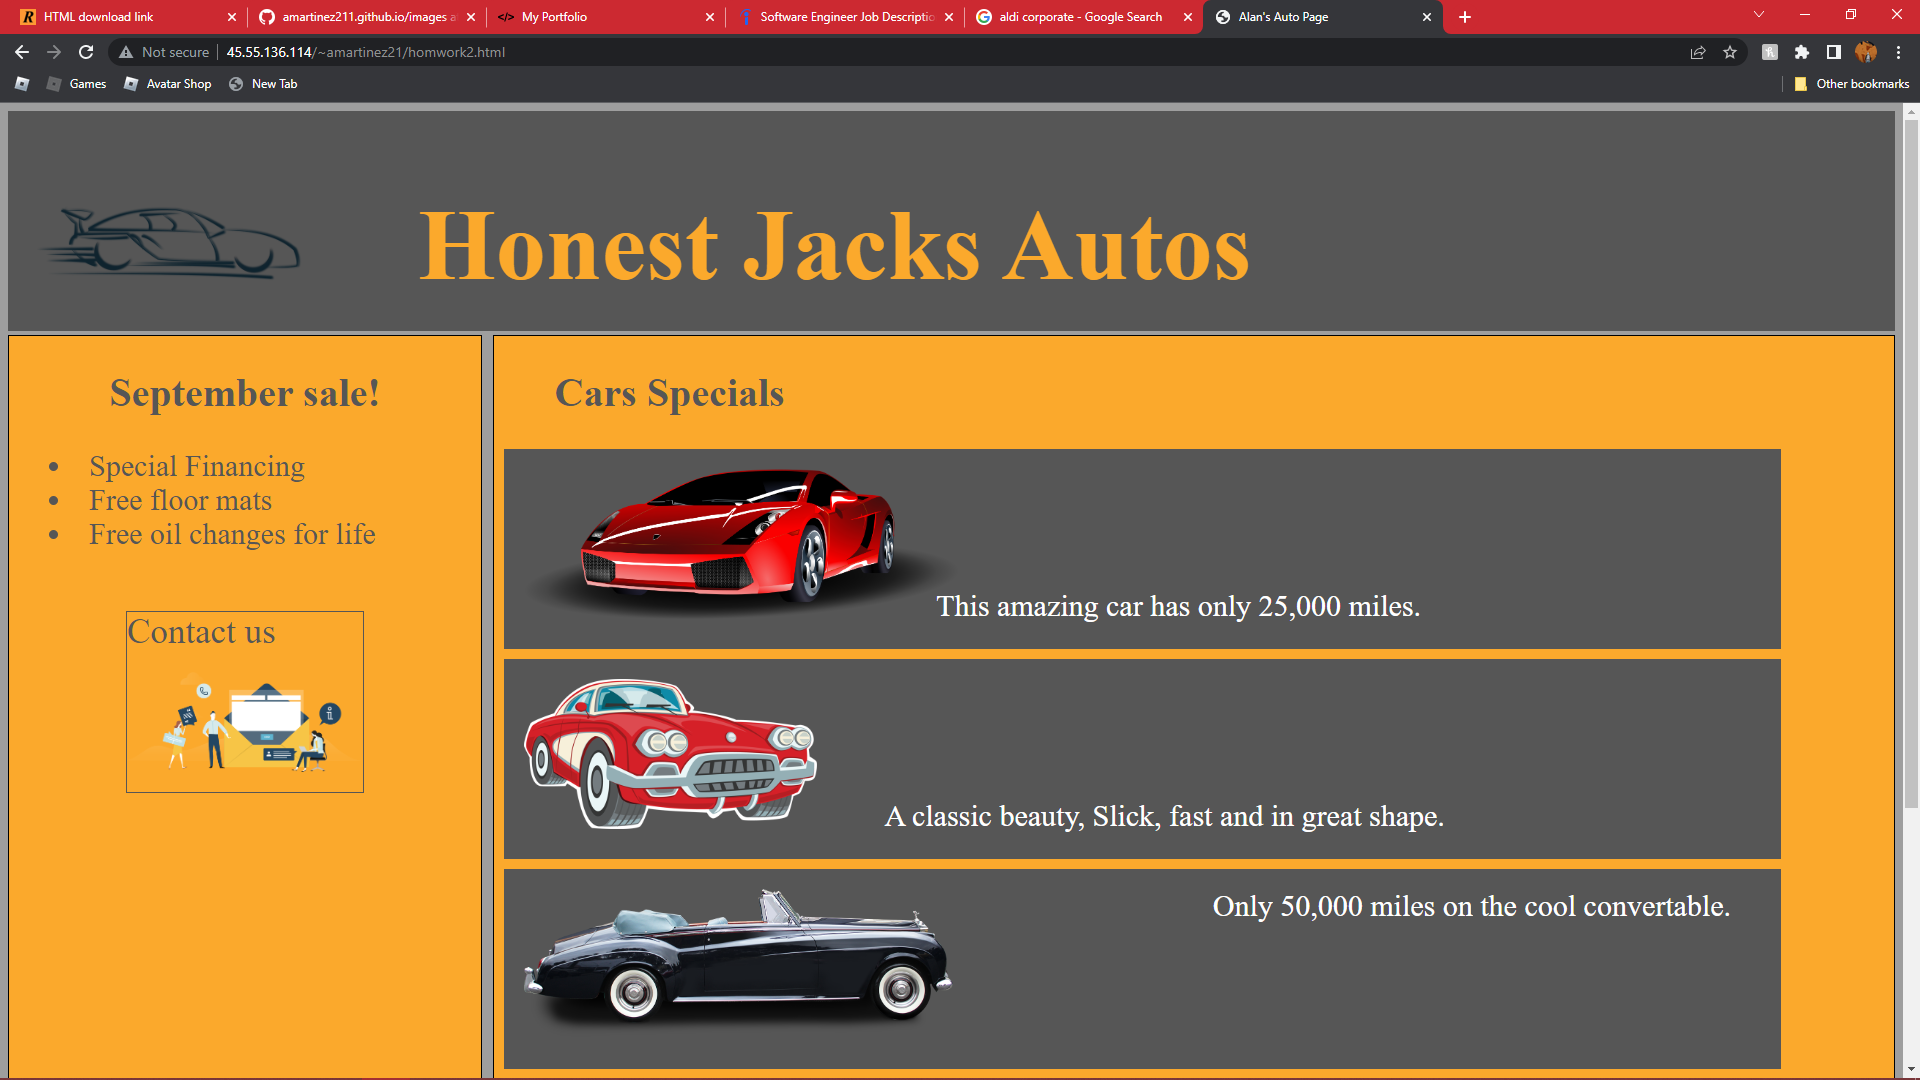 HTML download link
amartinez211.github.io/images a
My Portfolio
Software Engineer Job Descriptio
aldi corporate - Google Search
Alan's Auto Page
Not secure
45.55.136.114/~amartinez21/homwork2.html
Games
Avatar Shop
New Tab
Other bookmarks
Honest Jacks Autos
September sale!
Special Financing
Free floor mats
Free oil changes for life
Contact us
Cars Specials
This amazing car has only 25,000 miles.
A classic beauty, Slick, fast and in great shape.
Only 50,000 miles on the cool convertable.